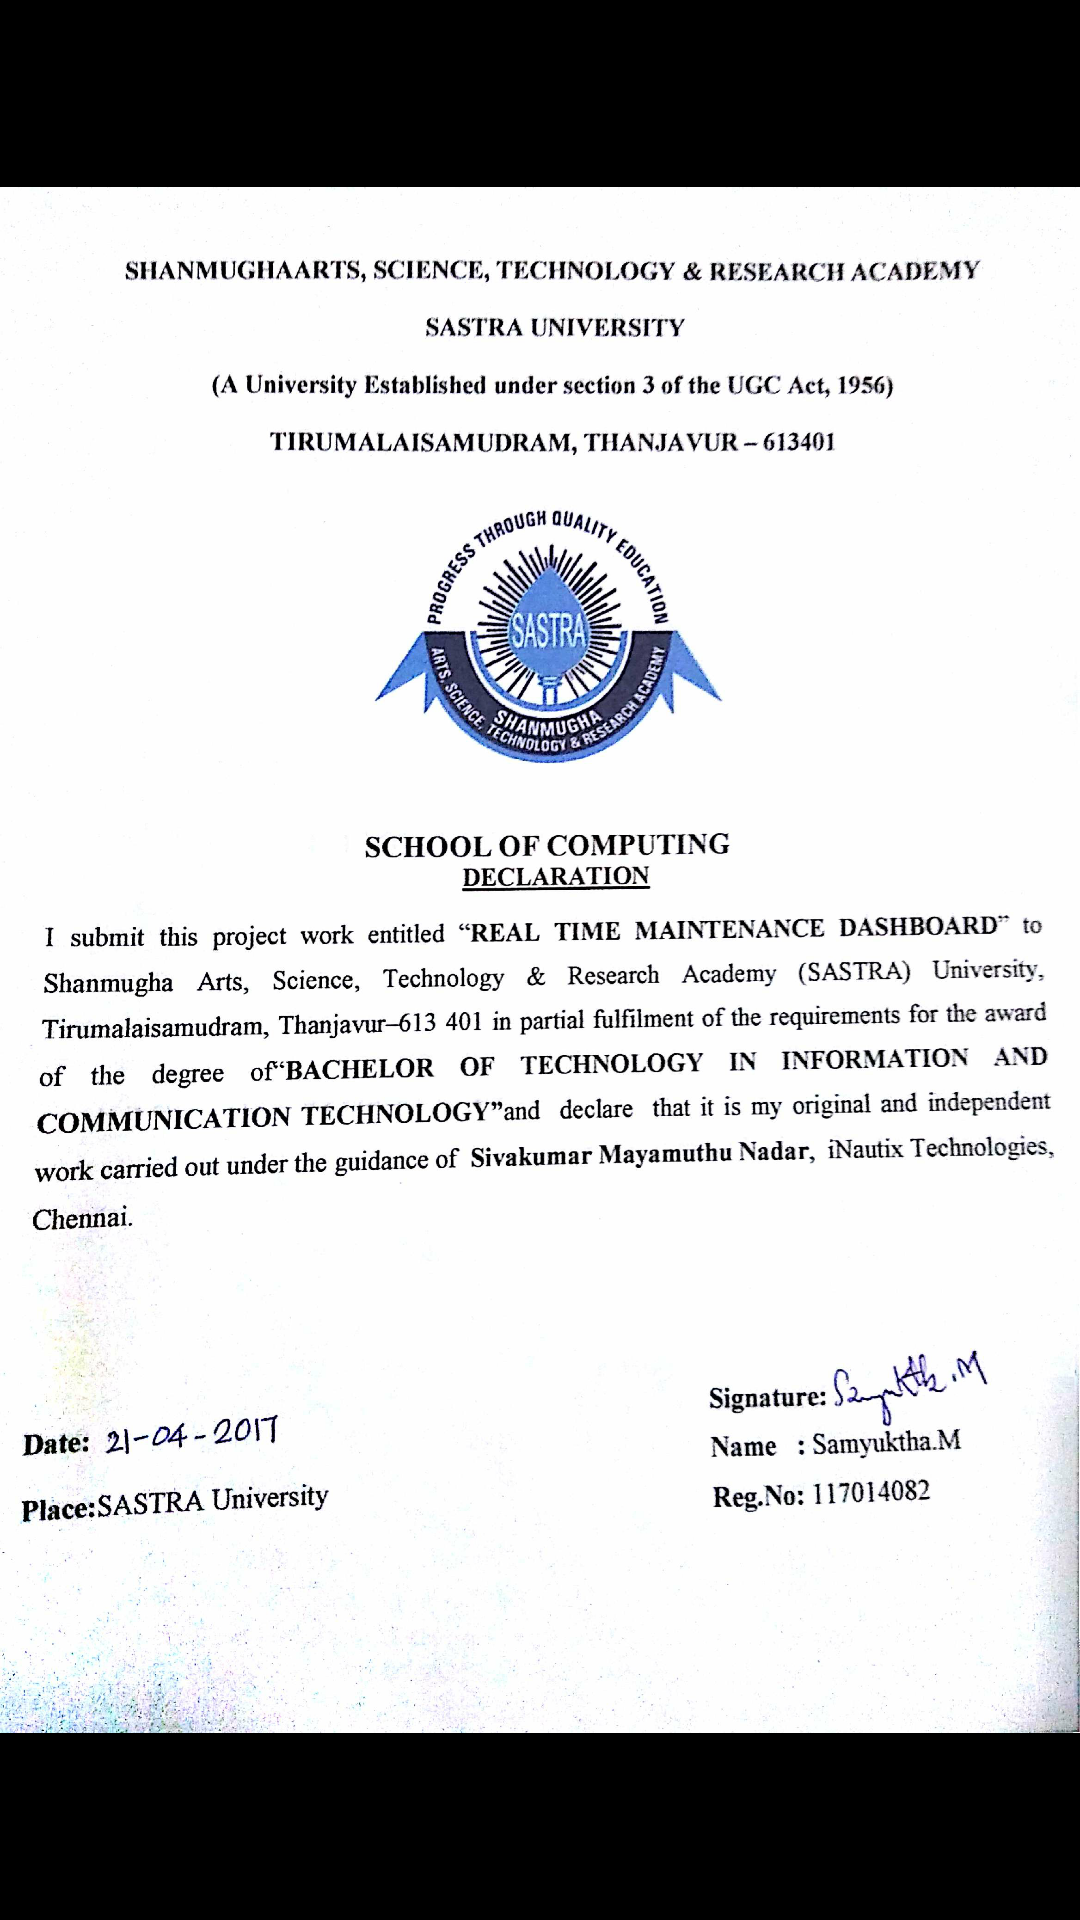 SHANMUGHAARTS, SCIENCE, TECHNOLOGY & RESEARCH ACADEMY
SASTRA UNIVERSITY
(A University Established under section 3 of the UGC Act, 1956)
TIRUMALAISAMUDRAM, THANJAVUR – 613401
PROGRESS THROUGH QUALITY EDUCATION
SASTRA
SHANMUGHA
ARTS, SCIENCE, TECHNOLOGY & RESEARCH ACADEMY
SCHOOL OF COMPUTING
DECLARATION
I submit this project work entitled “REAL TIME MAINTENANCE DASHBOARD” to
Shanmugha Arts, Science, Technology & Research Academy (SASTRA) University,
Tirumalaisamudram, Thanjavur–613 401 in partial fulfilment of the requirements for the award
of the degree of“BACHELOR OF TECHNOLOGY IN INFORMATION AND
COMMUNICATION TECHNOLOGY”and declare that it is my original and independent
work carried out under the guidance of Sivakumar Mayamuthu Nadar, iNautix Technologies,
Chennai.
Signature: Samyuktha.M
Date: 21-04-2017
Name : Samyuktha.M
Place:SASTRA University
Reg.No: 117014082